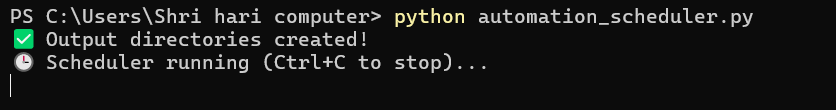 PS C:\Users\Shri hari computer> python automation_scheduler.py
✅ Output directories created!
🕒 Scheduler running (Ctrl+C to stop)...